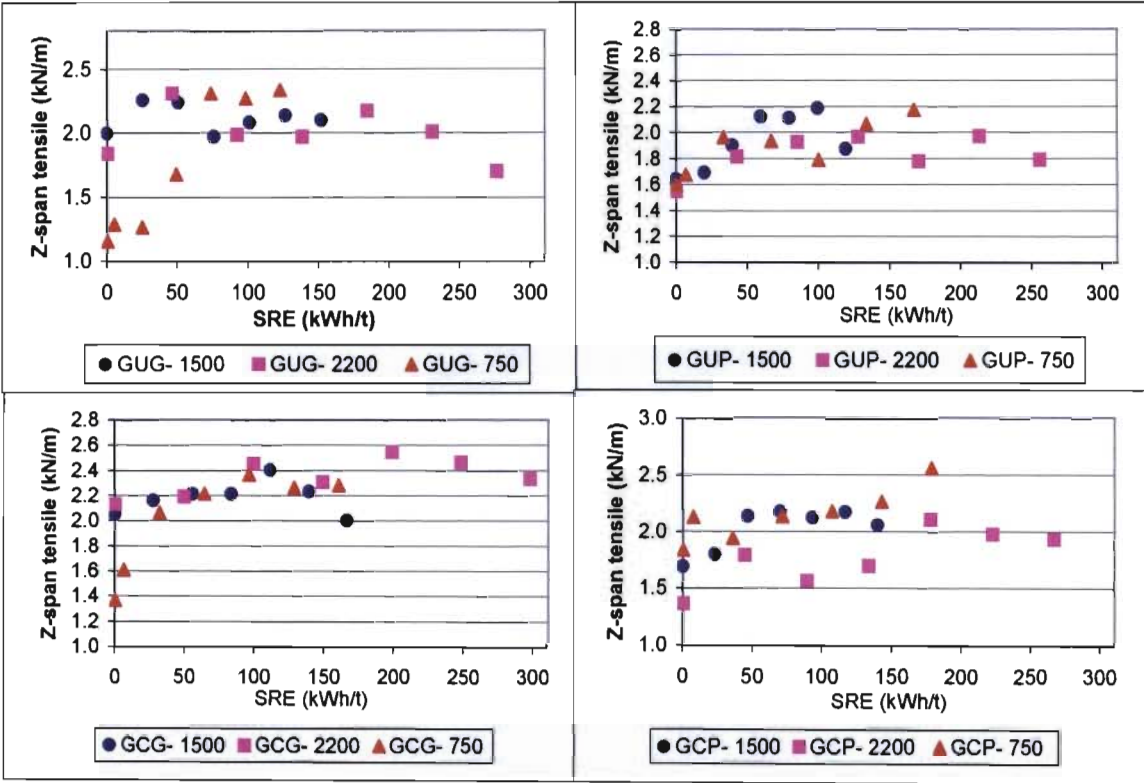 Z-span tensile (kN/m)
2.5
2.0
1.5
1.0
0 50 100 150 200 250 300
SRE (kWh/t)
GUG- 1500 GUG- 2200 GUG- 750
Z-span tensile (kN/m)
2.8
2.6
2.4
2.2
2.0
1.8
1.6
1.4
1.2
1.0
0 50 100 150 200 250 300
SRE (kWh/t)
GUP- 1500 GUP- 2200 GUP- 750
Z-span tensile (kN/m)
2.8
2.6
2.4
2.2
2.0
1.8
1.6
1.4
1.2
1.0
0 50 100 150 200 250 300
SRE (kWh/t)
GCG- 1500 GCG- 2200 GCG- 750
Z-span tensile (kN/m)
3.0
2.5
2.0
1.5
1.0
0 50 100 150 200 250 300
SRE (kWh/t)
GCP- 1500 GCP- 2200 GCP- 750